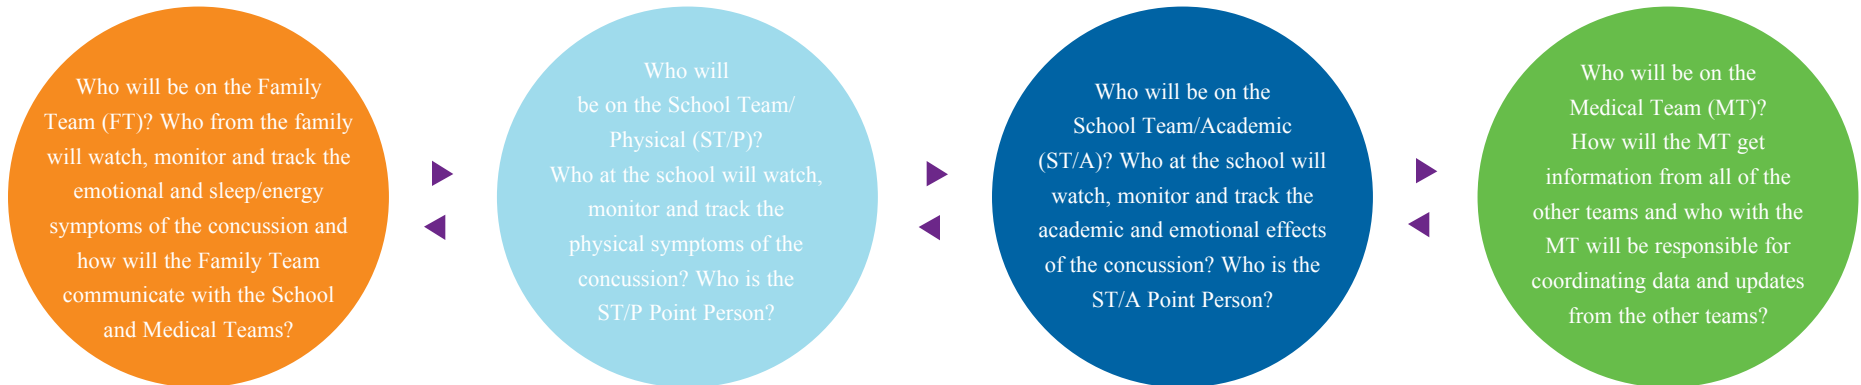 Who will be on the Family
Team (FT)? Who from the family
will watch, monitor and track the
emotional and sleep/energy
symptoms of the concussion and
how will the Family Team
communicate with the School
and Medical Teams?
Who will
be on the School Team/
Physical (ST/P)?
Who at the school will watch,
monitor and track the
physical symptoms of the
concussion? Who is the
ST/P Point Person?
Who will be on the
School Team/Academic
(ST/A)? Who at the school will
watch, monitor and track the
academic and emotional effects
of the concussion? Who is the
ST/A Point Person?
Who will be on the
Medical Team (MT)?
How will the MT get
information from all of the
other teams and who with the
MT will be responsible for
coordinating data and updates
from the other teams?